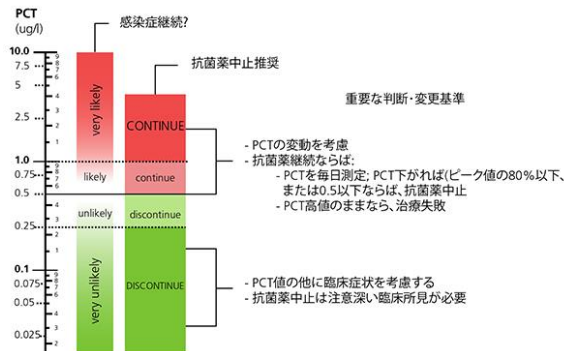 PCT
(ug/l)
感染症継続?
抗菌薬中止推奨
重要な判断・変更基準
10.0
7.5
5
2.5
1.0
0.75
0.5
0.25
0.1
0.075
0.05
0.025
very likely
likely
unlikely
very unlikely
CONTINUE
continue
discontinue
DISCONTINUE
- PCTの変動を考慮
- 抗菌薬継続ならば:
- PCTを毎日測定; PCT下がれば(ピーク値の80%以下、
または0.5以下ならば、抗菌薬中止
- PCT高値のままなら、治療失敗
- PCT値の他に臨床症状を考慮する
- 抗菌薬中止は注意深い臨床所見が必要